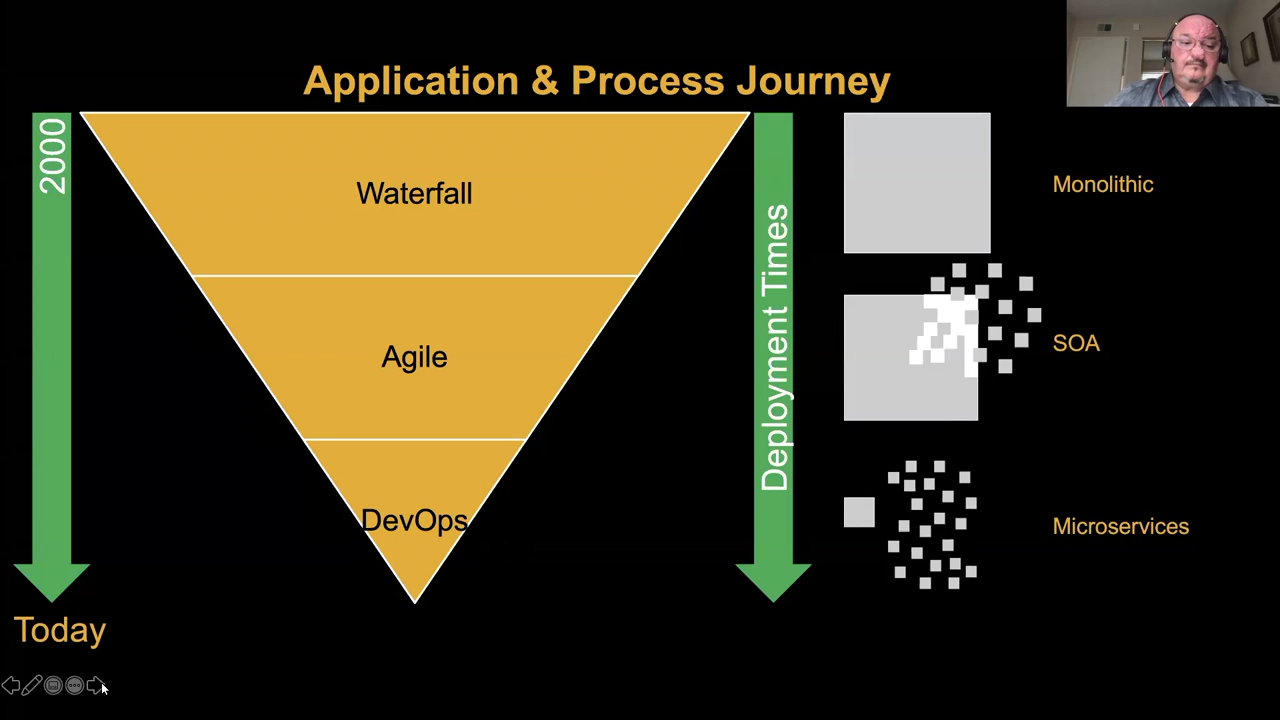 Application & Process Journey
2000
Waterfall
Agile
DevOps
Deployment Times
Monolithic
SOA
Microservices
Today